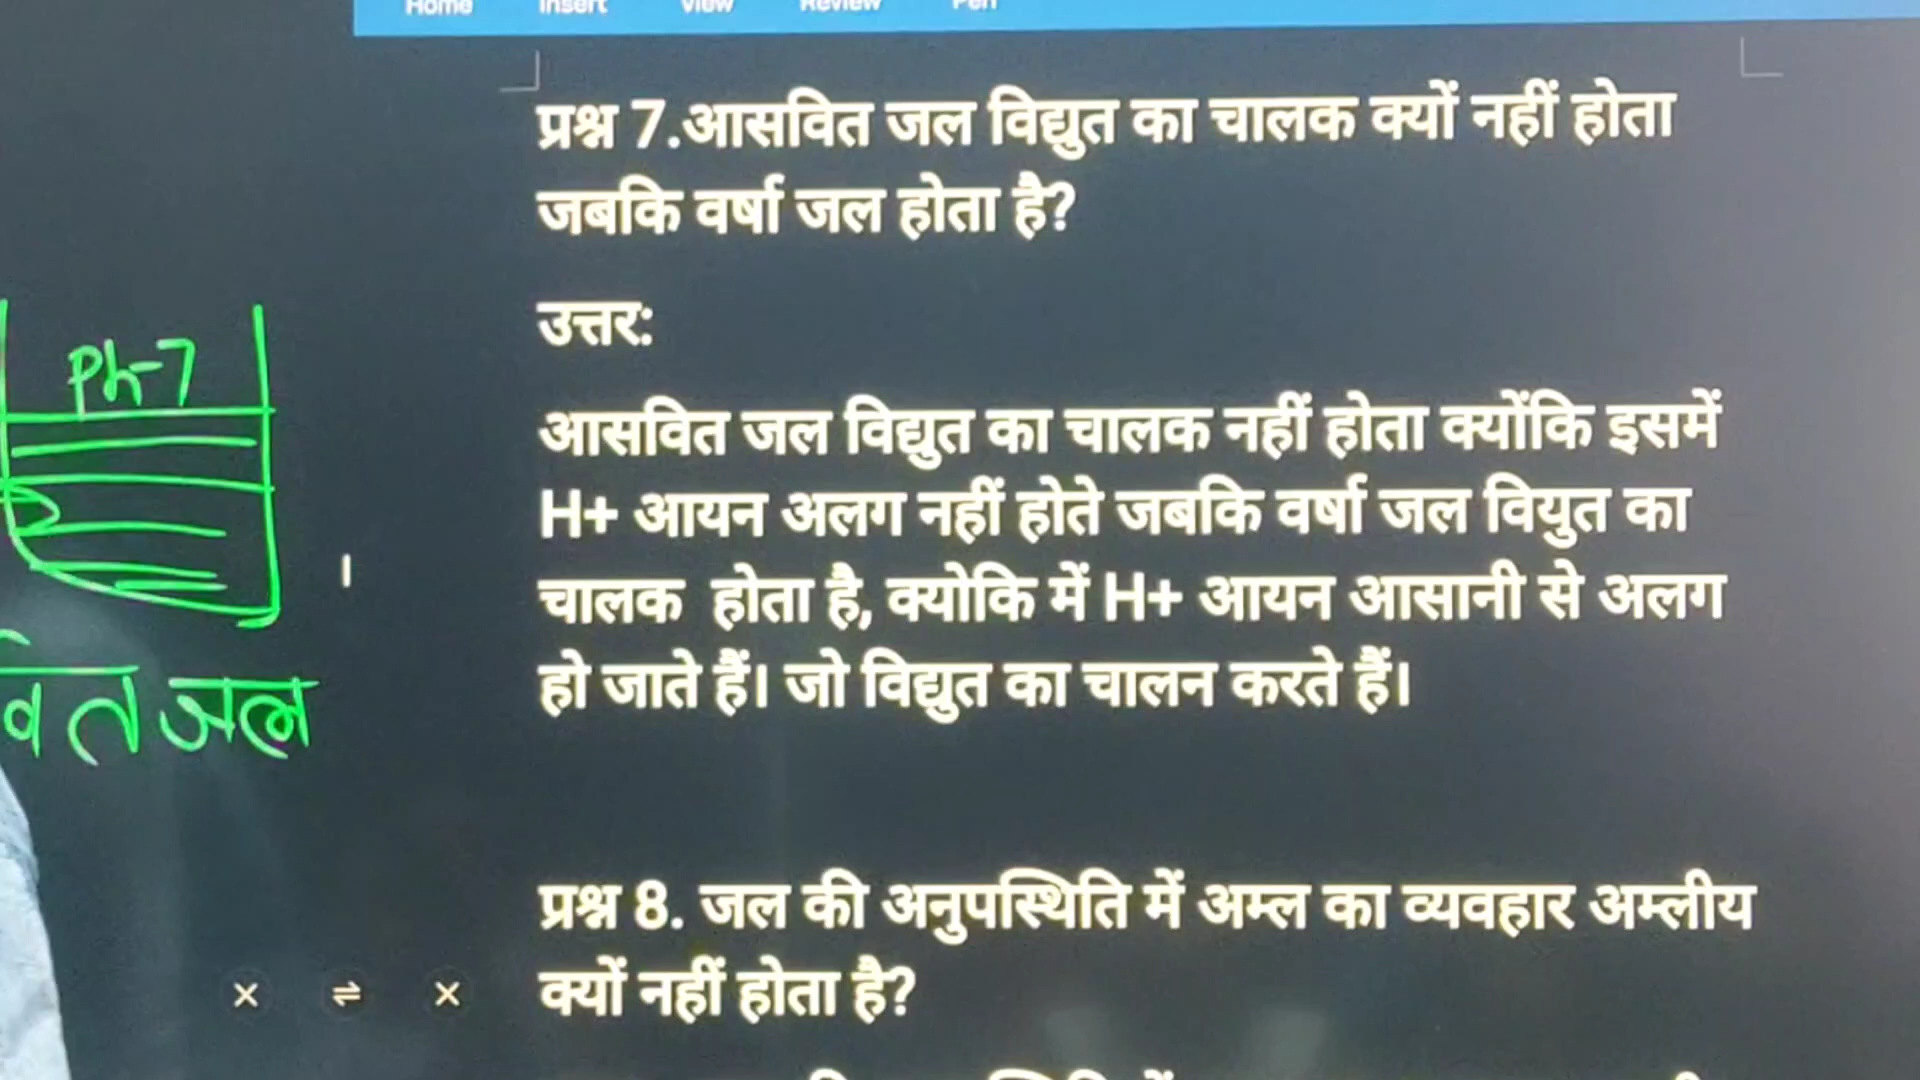 Home Insert View Review Pen
प्रश्न 7.आसवित जल विद्युत का चालक क्यों नहीं होता
जबकि वर्षा जल होता है?
उत्तर:
आसवित जल विद्युत का चालक नहीं होता क्योंकि इसमें
H+ आयन अलग नहीं होते जबकि वर्षा जल वियुत का
चालक होता है, क्योकि में H+ आयन आसानी से अलग
हो जाते हैं। जो विद्युत का चालन करते हैं।
प्रश्न 8. जल की अनुपस्थिति में अम्ल का व्यवहार अम्लीय
क्यों नहीं होता है?
Ph-7
जल